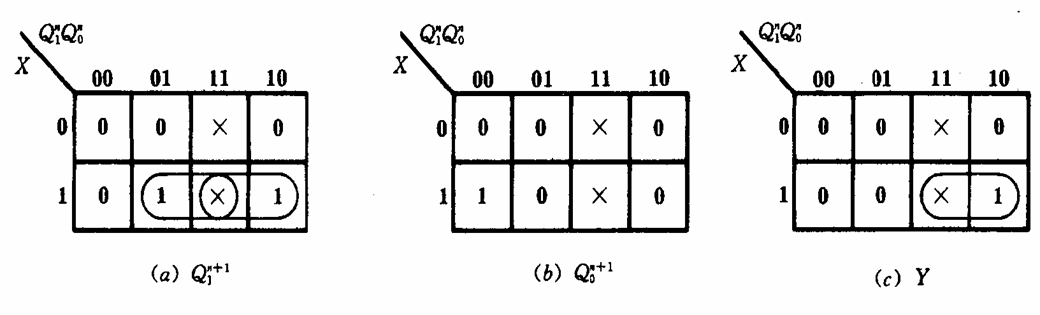 Q₁ⁿQ₀ⁿ
X
00 01 11 10
0 0 0 × 0
1 0 1 × 1
(a) Q₁ⁿ⁺¹
Q₁ⁿQ₀ⁿ
X
00 01 11 10
0 0 0 × 0
1 1 0 × 0
(b) Q₀ⁿ⁺¹
Q₁ⁿQ₀ⁿ
X
00 01 11 10
0 0 0 × 0
1 0 0 × 1
(c) Y